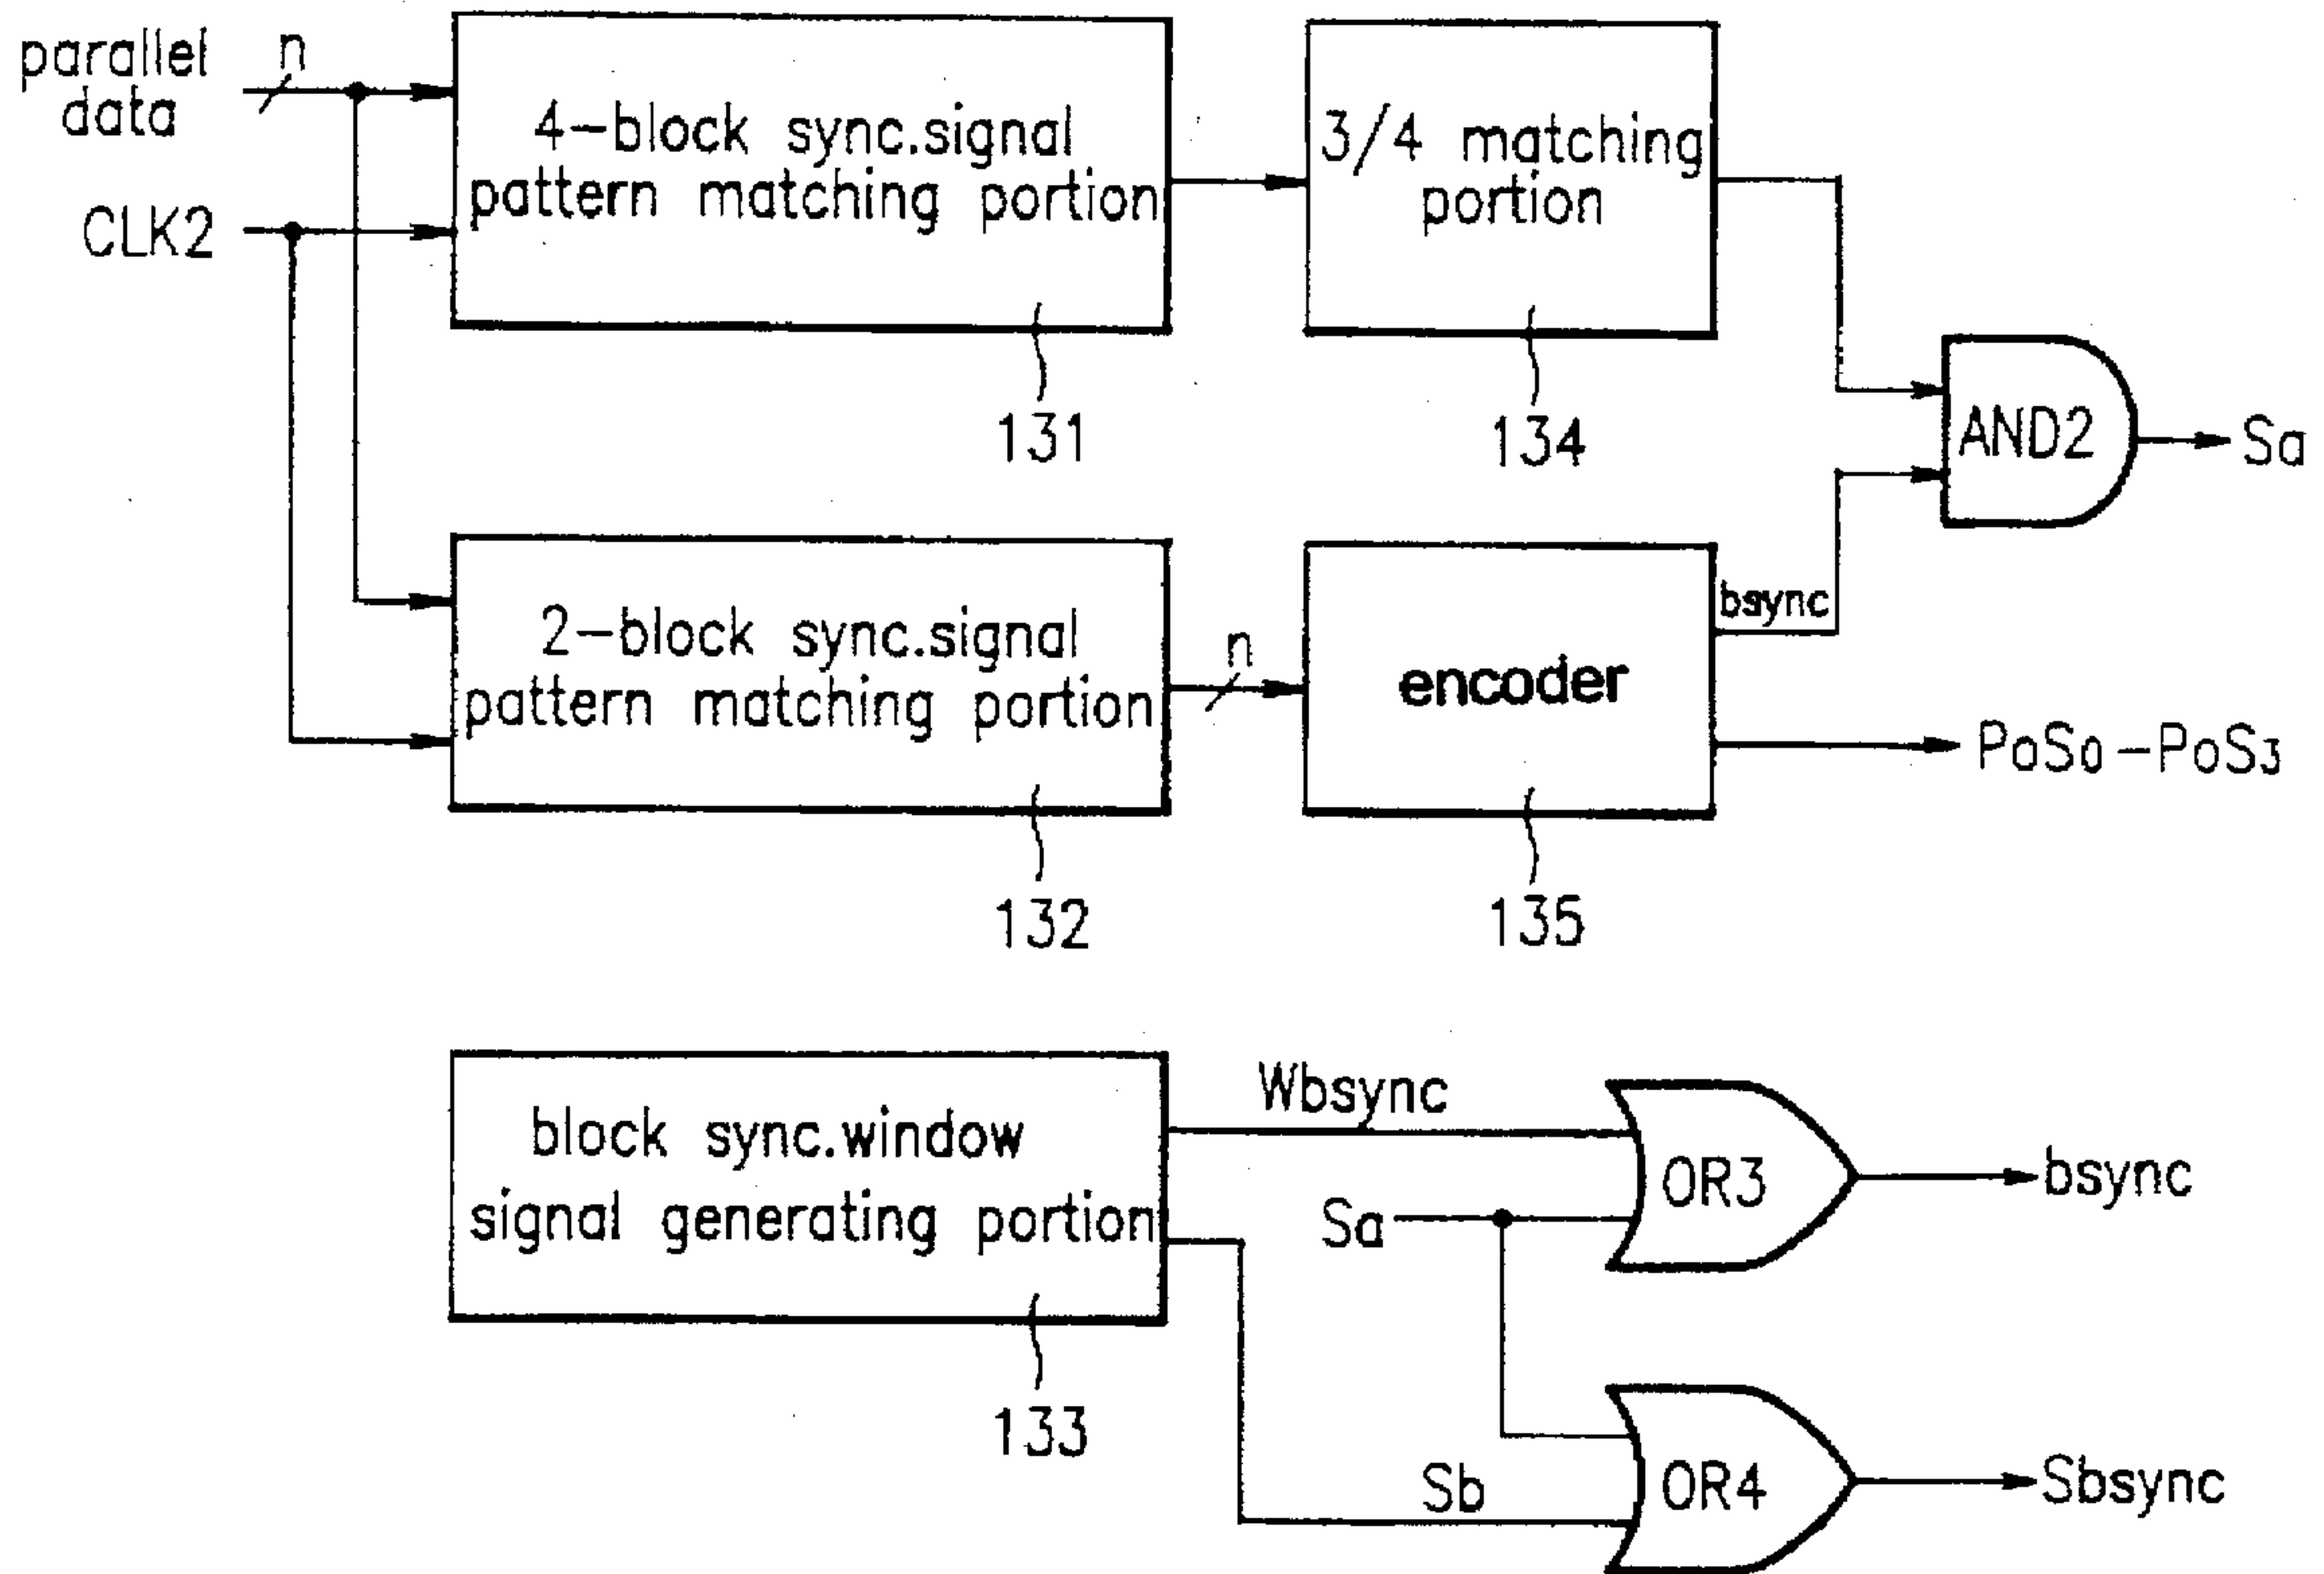 parallel
data
n
CLK2
4-block sync.signal
pattern matching portion
131
3/4 matching
portion
134
AND2
Sa
2-block sync.signal
pattern matching portion
132
n
encoder
135
bsync
PoS0-PoS3
block sync.window
signal generating portion
133
Wbsync
Sa
OR3
bsync
Sb
OR4
Sbsync